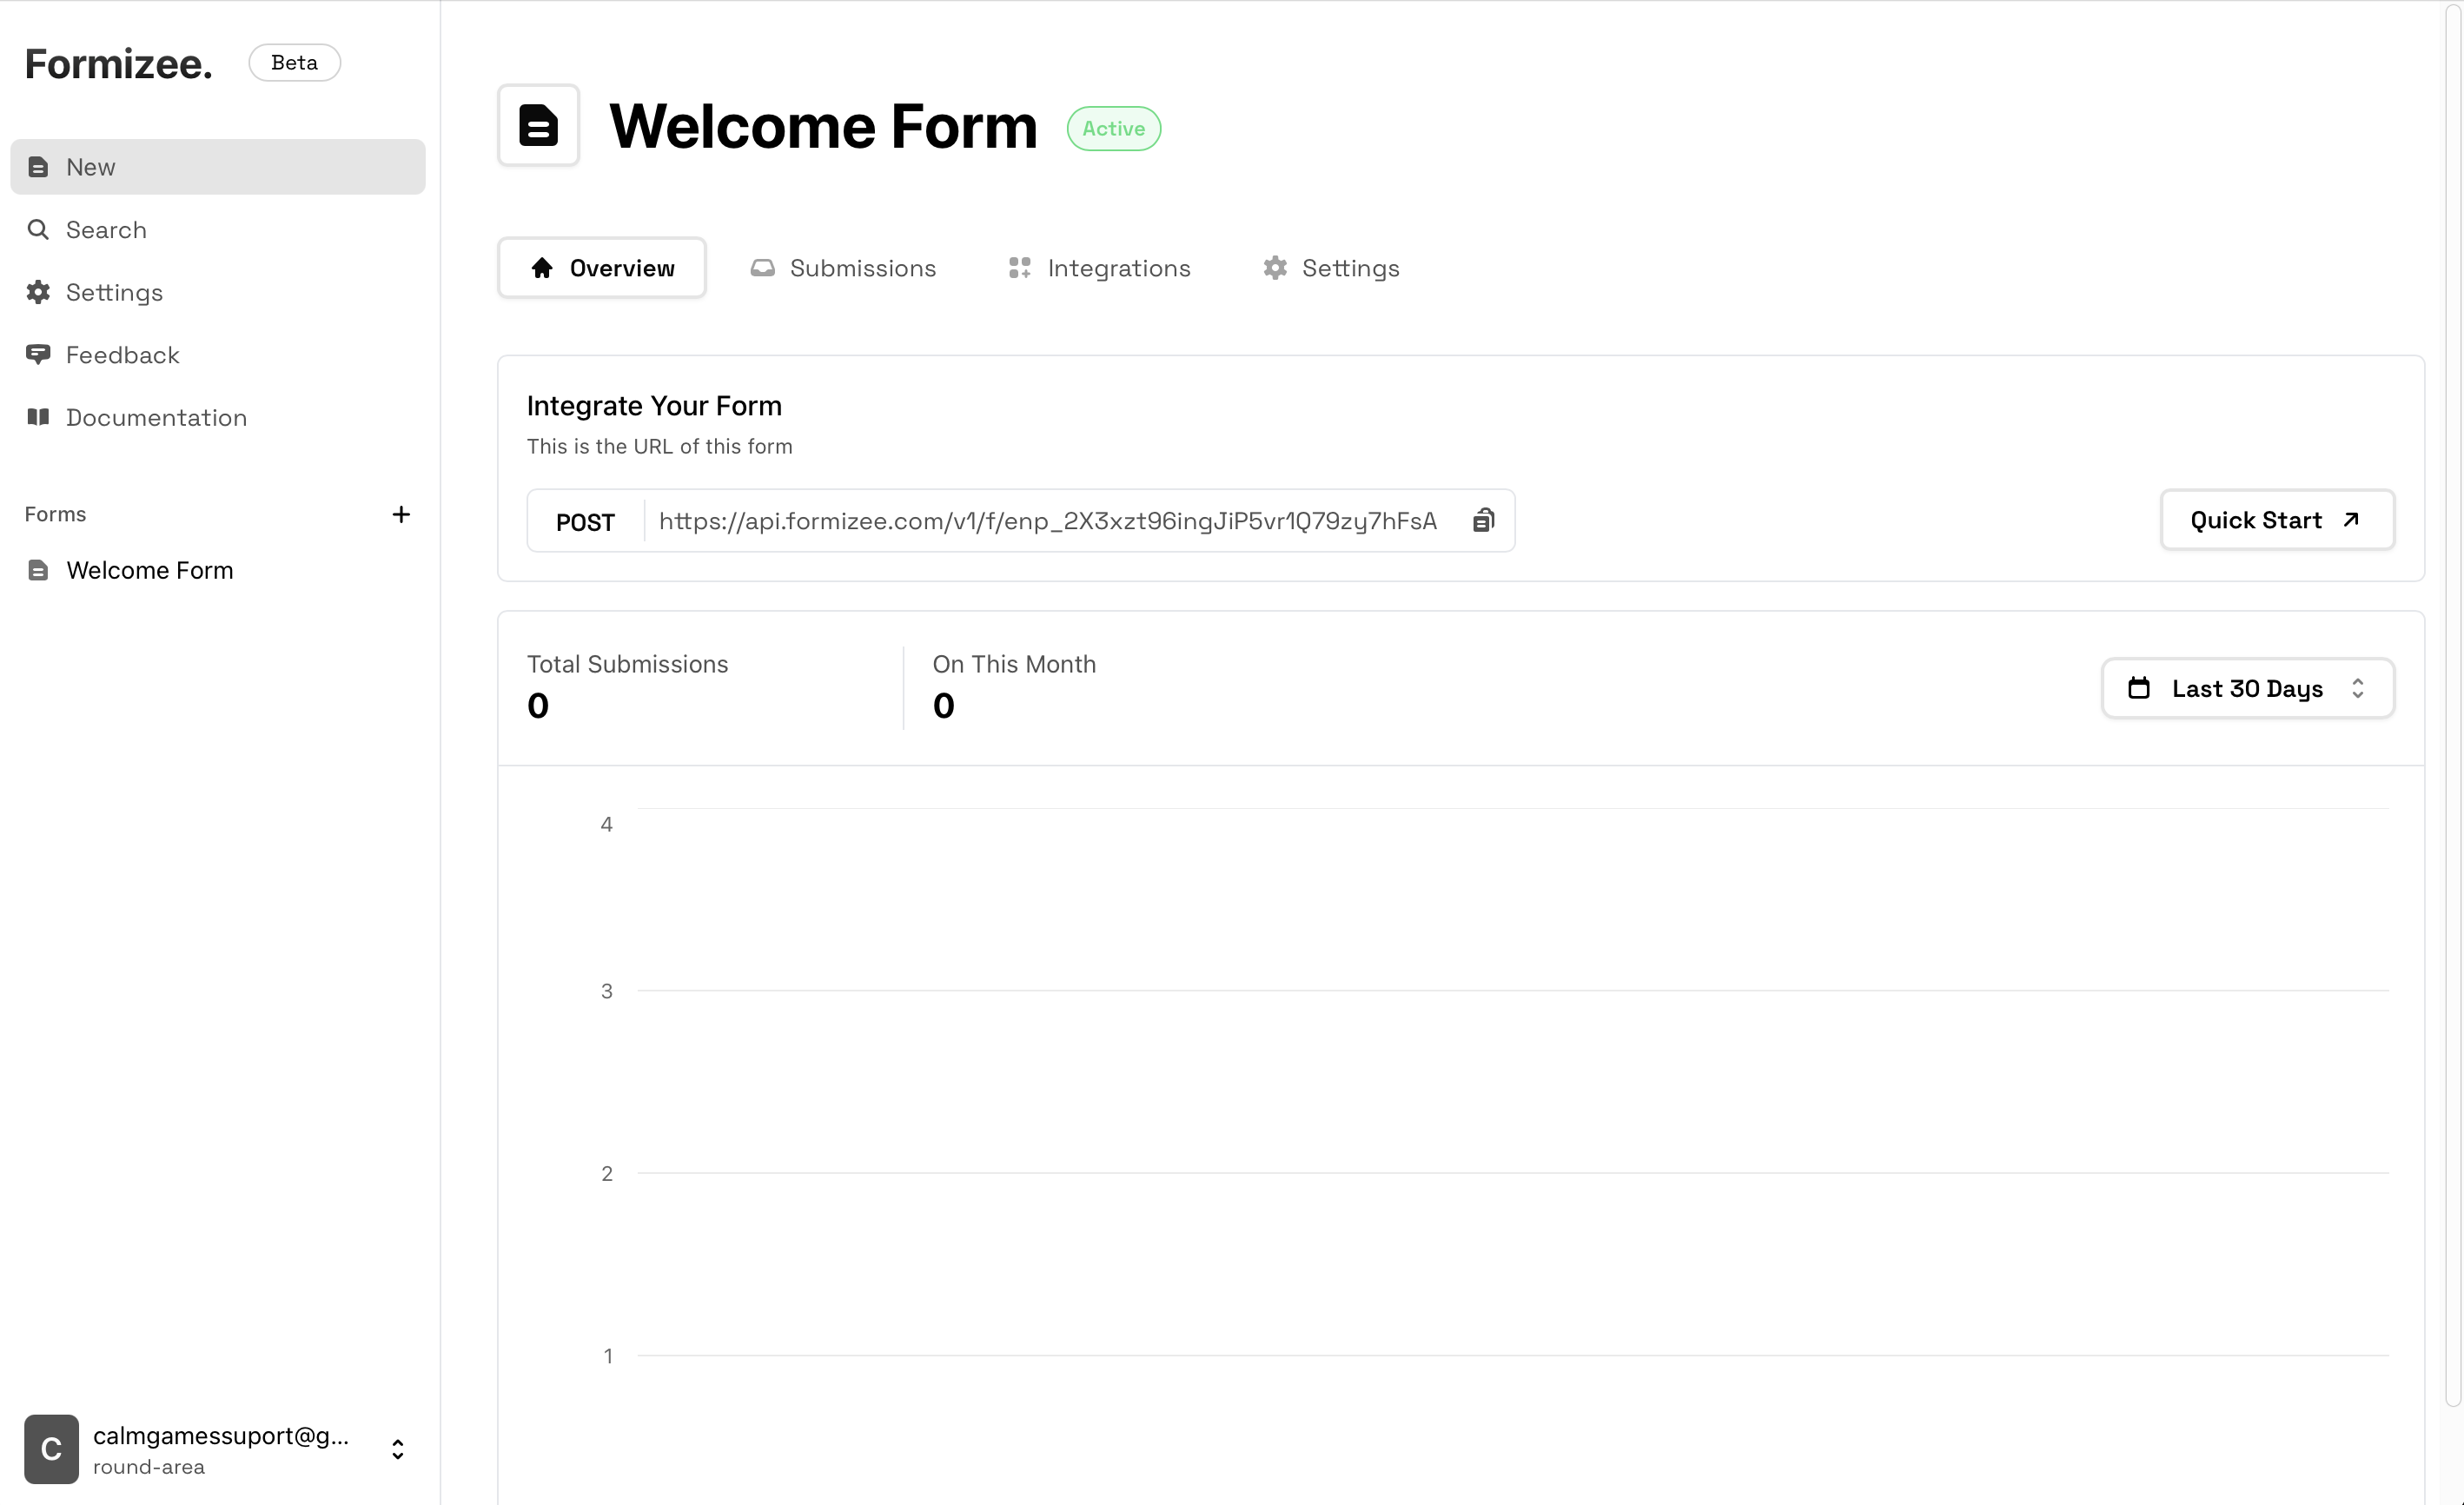 Formizee.
Beta
New
Search
Settings
Feedback
Documentation
Forms
Welcome Form
C
calmgamessuport@g...
round-area
Welcome Form
Active
Overview
Submissions
Integrations
Settings
Integrate Your Form
This is the URL of this form
POST
https://api.formizee.com/v1/f/enp_2X3xzt96ingJiP5vr1Q79zy7hFsA
Quick Start
Total Submissions
0
On This Month
0
Last 30 Days
4
3
2
1